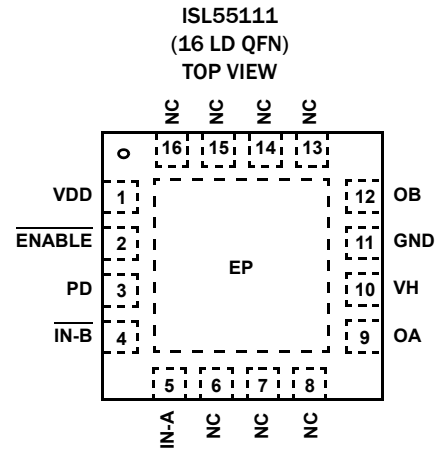 ISL55111
(16 LD QFN)
TOP VIEW
NC
NC
NC
NC
16
15
14
13
VDD
1
12
OB
ENABLE
2
11
GND
EP
PD
3
10
VH
IN-B
4
9
OA
5
6
7
8
IN-A
NC
NC
NC